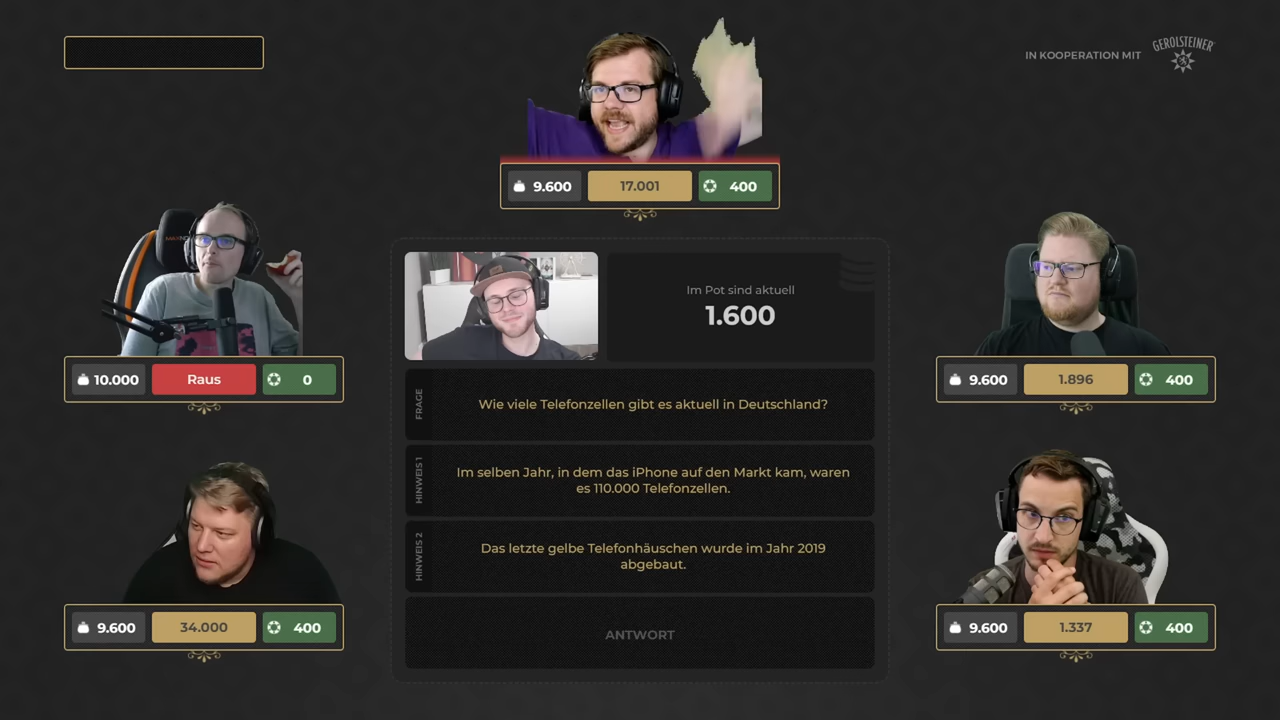 IN KOOPERATION MIT
GEROLSTEINER
9.600
17.001
400
10.000
Raus
0
9.600
1.896
400
9.600
34.000
400
9.600
1.337
400
Im Pot sind aktuell
1.600
FRAGE
Wie viele Telefonzellen gibt es aktuell in Deutschland?
HINWEIS 1
Im selben Jahr, in dem das iPhone auf den Markt kam, waren
es 110.000 Telefonzellen.
HINWEIS 2
Das letzte gelbe Telefonhäuschen wurde im Jahr 2019
abgebaut.
ANTWORT